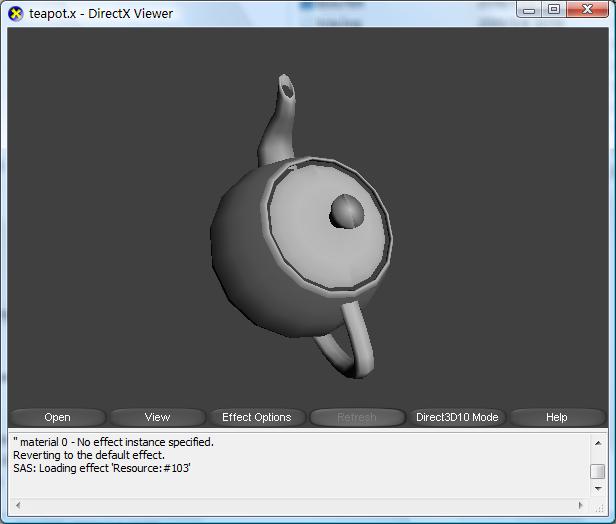 teapot.x - DirectX Viewer
Open View Effect Options Refresh Direct3D10 Mode Help
" material 0 - No effect instance specified.
Reverting to the default effect.
SAS: Loading effect 'Resource:#103'